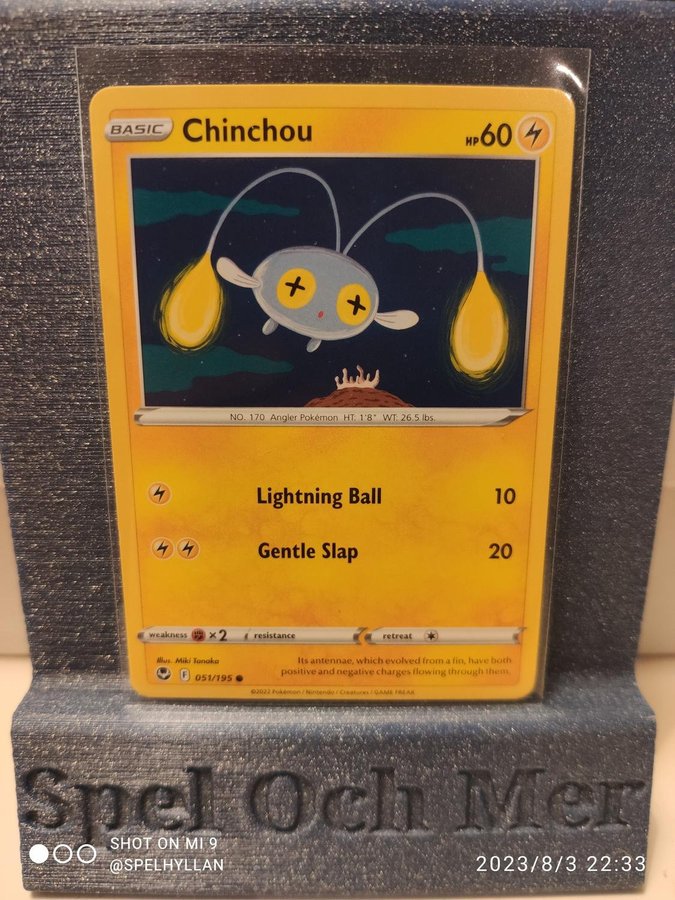 BASIC Chinchou HP60
NO. 170 Angler Pokémon HT: 1'8" WT: 26.5 lbs.
Lightning Ball 10
Gentle Slap 20
weakness ×2 resistance retreat
Illus. Miki Tanaka
Its antennae, which evolved from a fin, have both
positive and negative charges flowing through them.
F 051/195
©2022 Pokémon / Nintendo / Creatures / GAME FREAK
Spel Och Mer
SHOT ON MI 9
@SPELHYLLAN
2023/8/3 22:33